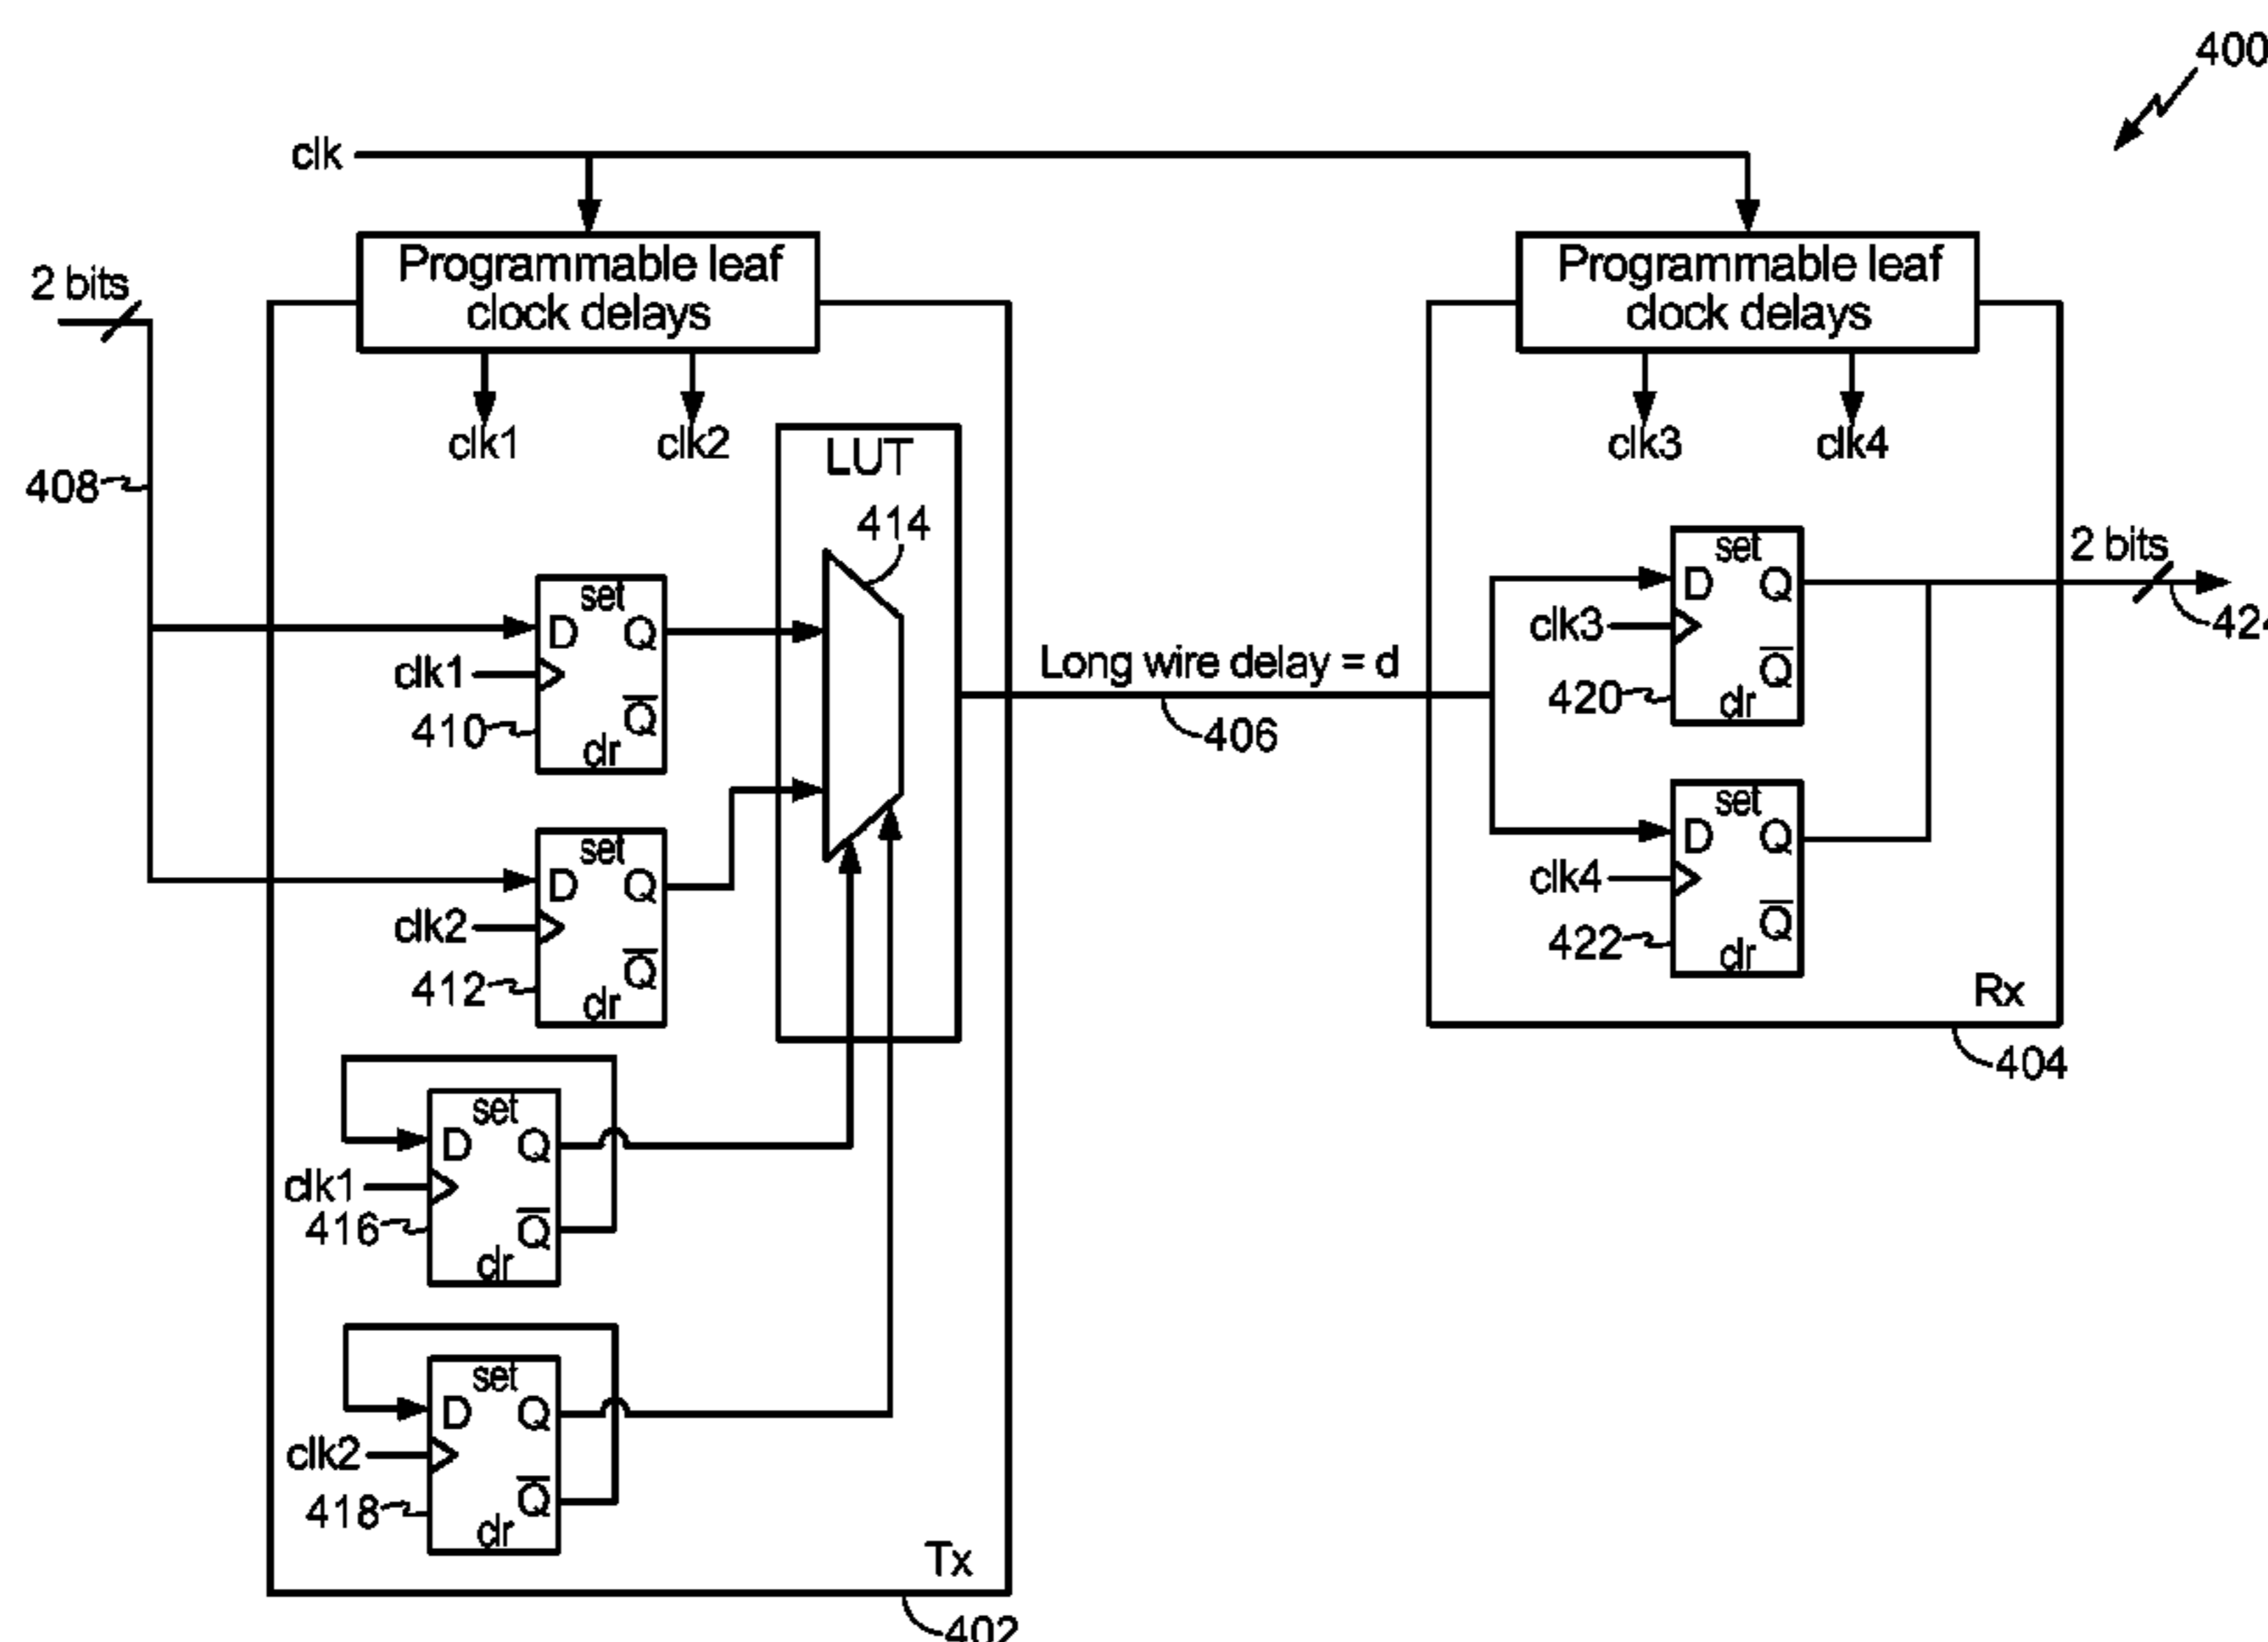 400
clk
Programmable leaf
clock delays
Programmable leaf
clock delays
2 bits
clk1
clk2
clk3
clk4
LUT
408
414
set
D
Q
clk1
Q̅
410
clr
set
D
Q
clk2
Q̅
412
clr
Long wire delay = d
406
set
D
Q
clk3
Q̅
420
clr
2 bits
424
set
D
Q
clk4
Q̅
422
clr
Rx
404
set
D
Q
clk1
Q̅
416
clr
set
D
Q
clk2
Q̅
418
clr
Tx
402